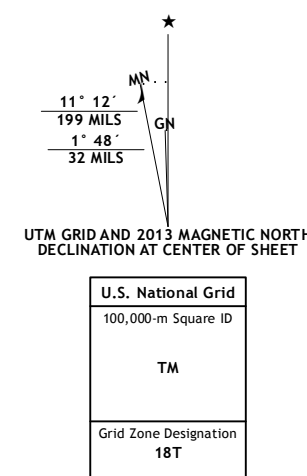 ★
MN
11° 12´
199 MILS
GN
1° 48´
32 MILS
UTM GRID AND 2013 MAGNETIC NORTH
DECLINATION AT CENTER OF SHEET
U.S. National Grid
100,000-m Square ID
TM
Grid Zone Designation
18T